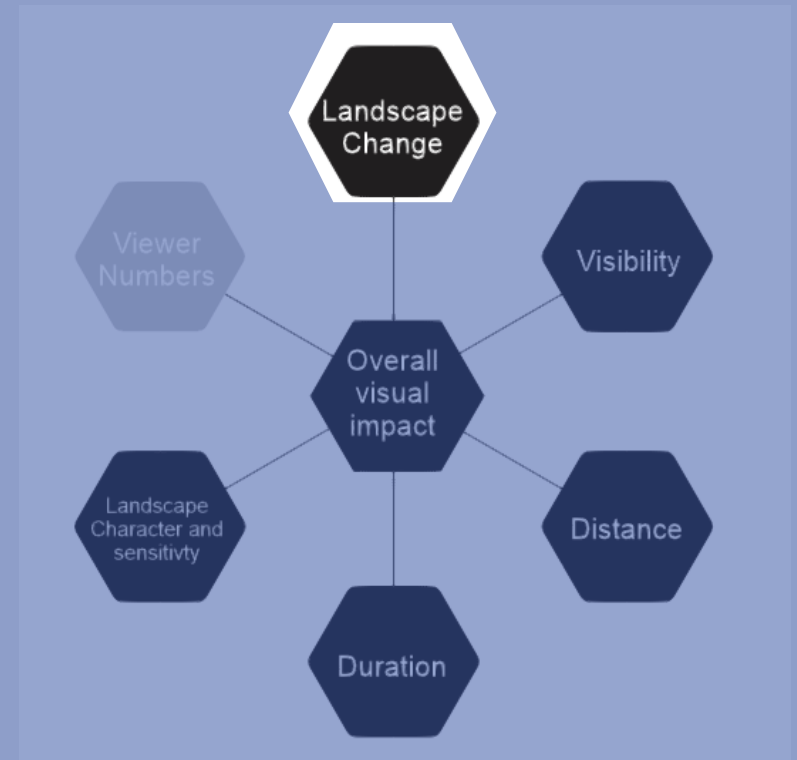 Landscape
Change
Viewer
Numbers
Visibility
Overall
visual
impact
Landscape
Character and
sensitivty
Distance
Duration